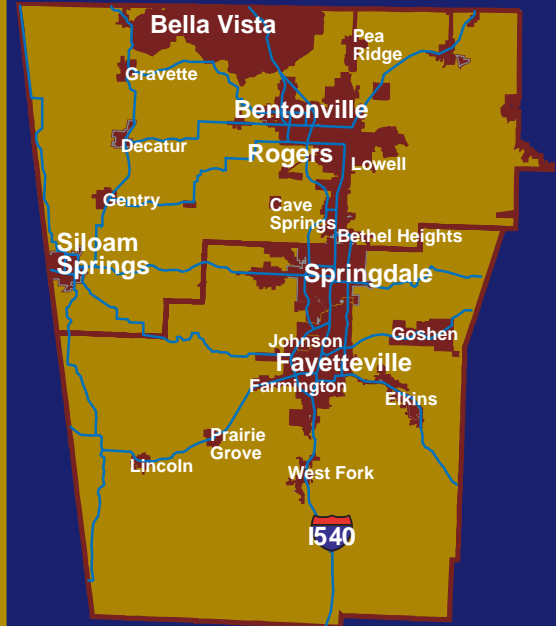 Bella Vista
Pea
Ridge
Gravette
Bentonville
Decatur
Rogers
Lowell
Gentry
Cave
Springs
Bethel Heights
Siloam
Springs
Springdale
Johnson
Goshen
Fayetteville
Farmington
Elkins
Prairie
Grove
Lincoln
West Fork
I540